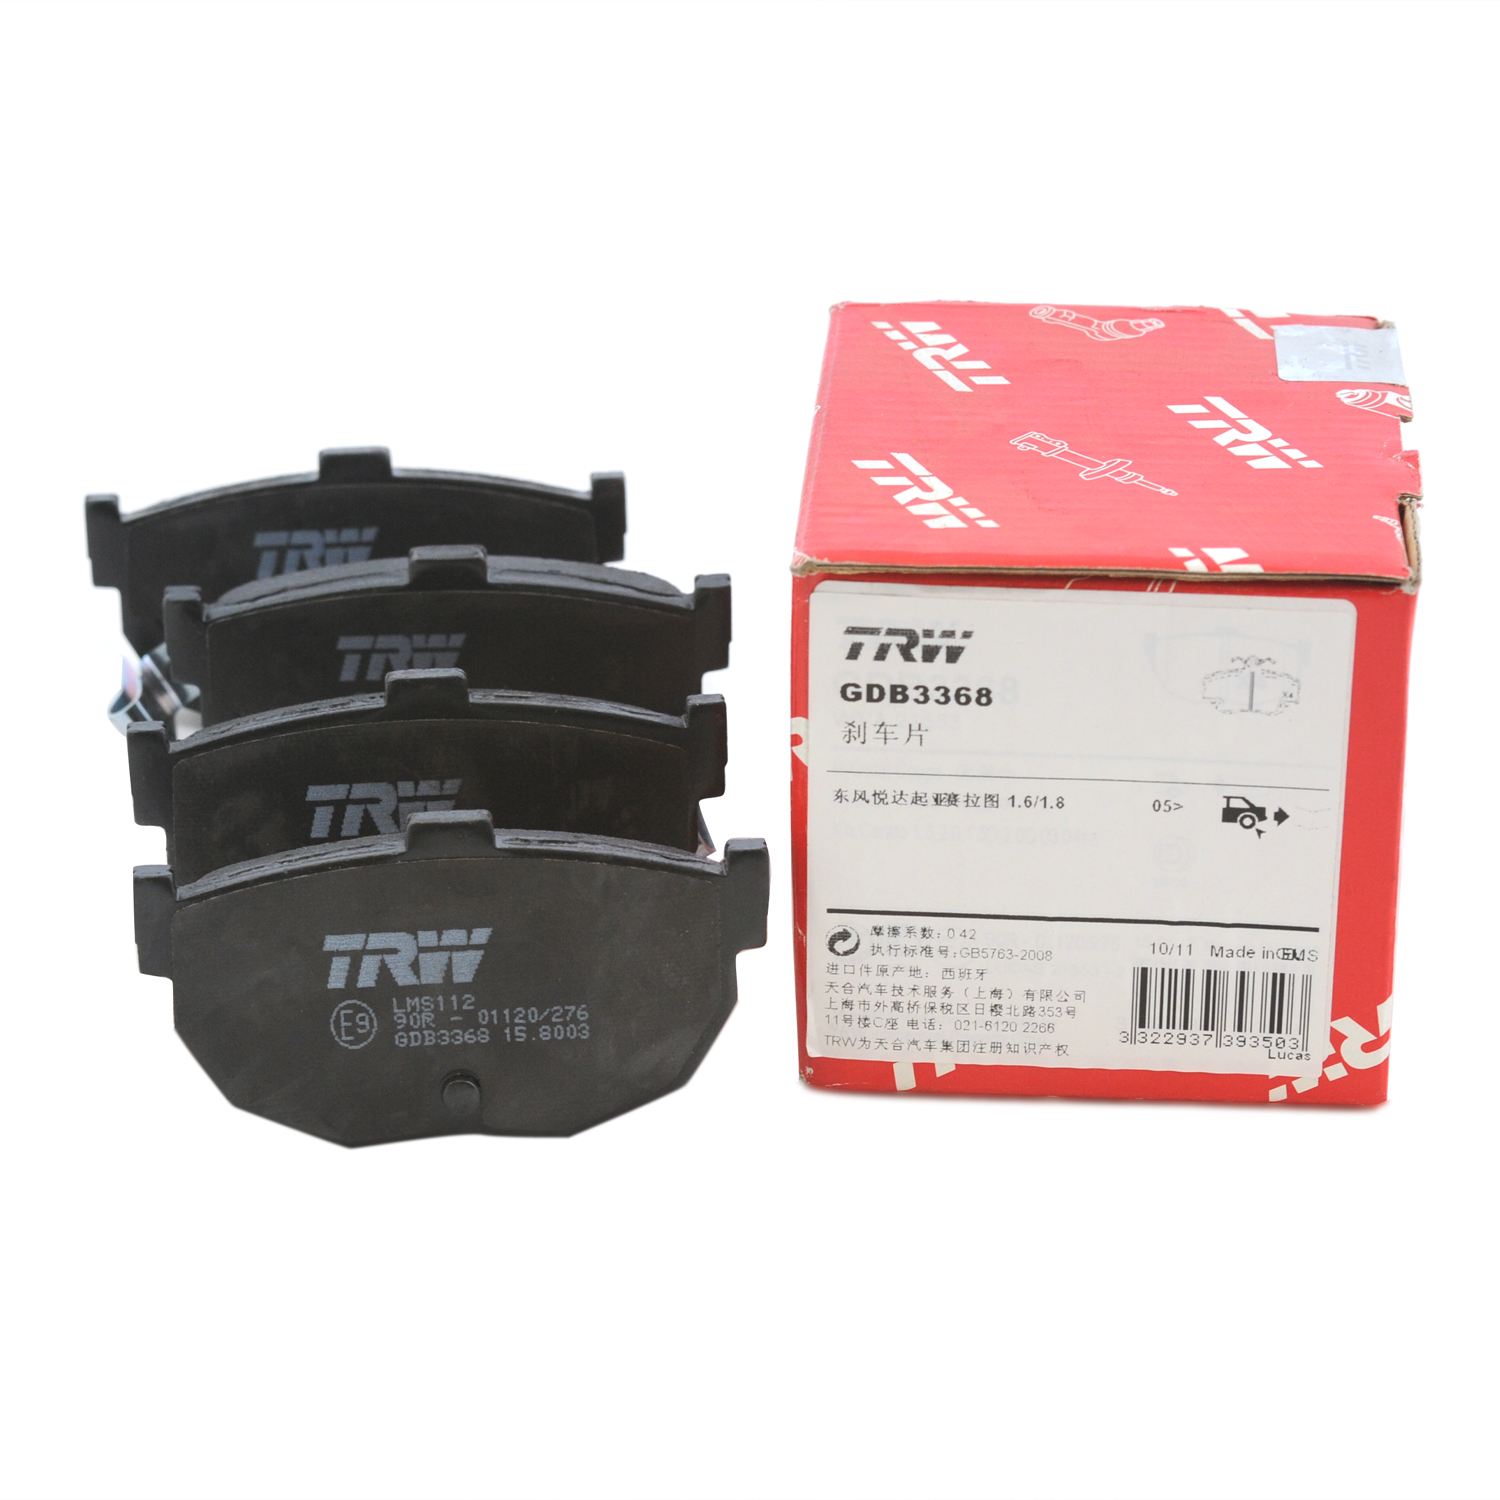 TRW
TRW
TRW
TRW
LMS112
E9
90R - 01120/276
GDB3368 15.8003
TRW
TRW
TRW
TRW
TRW
GDB3368
刹车片
X4
东风悦达起亚赛拉图 1.6/1.8 05>
摩擦系数: 0.42
执行标准号: GB5763-2008
10/11 Made in
进口件原产地: 西班牙
天合汽车技术服务（上海）有限公司
上海市外高桥保税区日樱北路353号
11号楼C座 电话: 021-6120 2266
TRW为天合汽车集团注册知识产权
3 322937 393503
Lucas